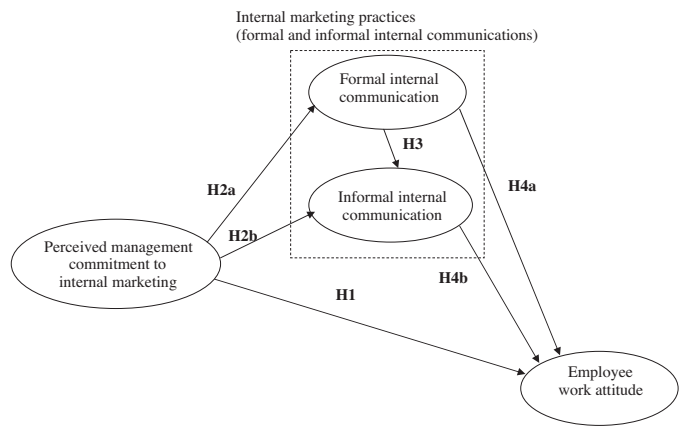 Internal marketing practices
(formal and informal internal communications)
Formal internal
communication
H3
H2a
H4a
Informal internal
communication
H2b
Perceived management
commitment to
internal marketing
H4b
H1
Employee
work attitude